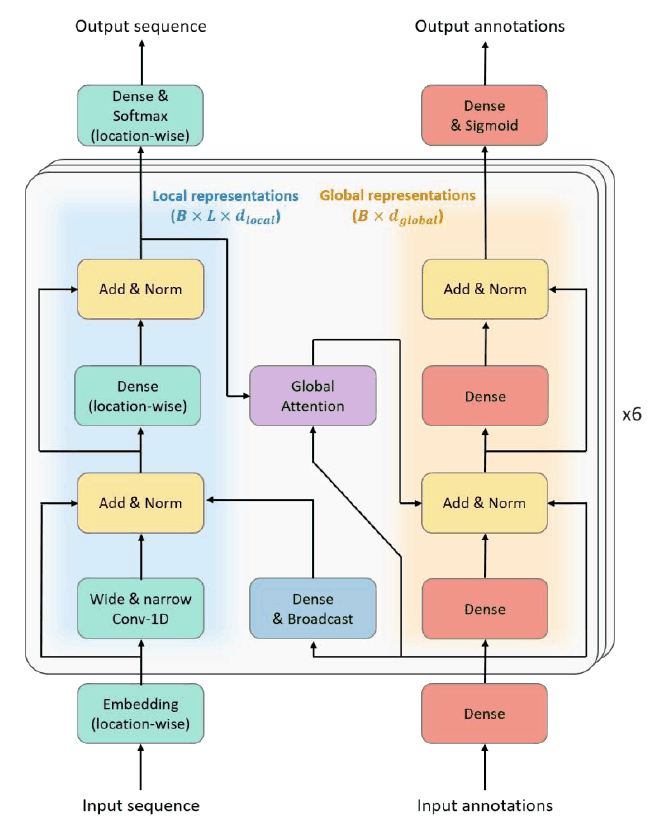 Output sequence
Output annotations
Dense &
Softmax
(location-wise)
Dense
& Sigmoid
Local representations
(B × L × d_local)
Global representations
(B × d_global)
Add & Norm
Add & Norm
Dense
(location-wise)
Global
Attention
Dense
x6
Add & Norm
Add & Norm
Wide & narrow
Conv-1D
Dense
& Broadcast
Dense
Embedding
(location-wise)
Dense
Input sequence
Input annotations